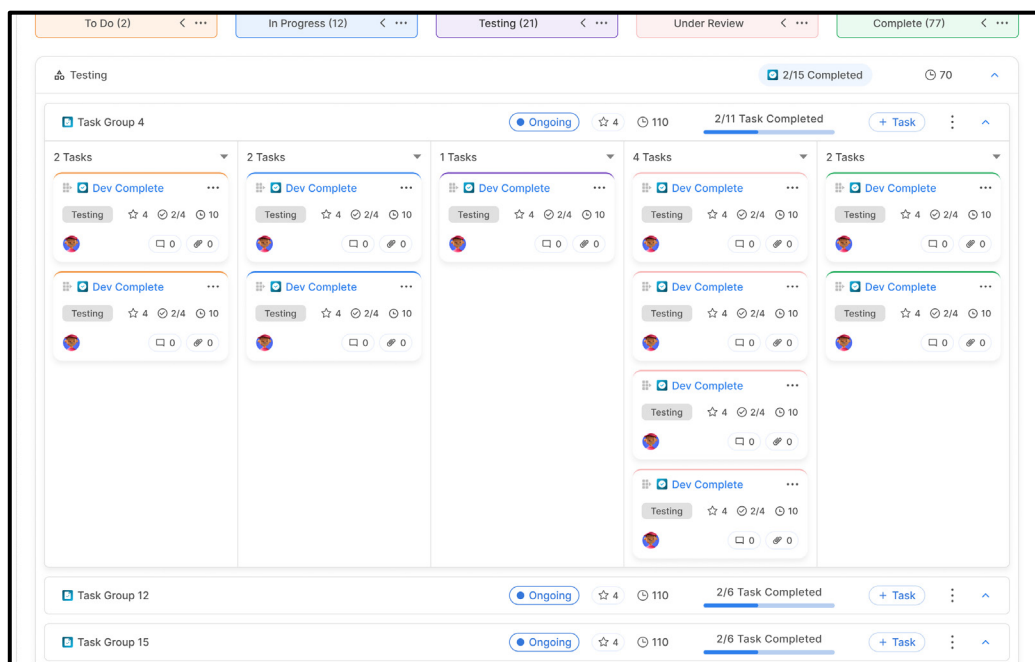 To Do (2) In Progress (12) Testing (21) Under Review Complete (77)
Testing 2/15 Completed 70
Task Group 4 Ongoing 4 110 2/11 Task Completed + Task
2 Tasks 2 Tasks 1 Tasks 4 Tasks 2 Tasks
Dev Complete Dev Complete Dev Complete Dev Complete Dev Complete
Testing 4 2/4 10 Testing 4 2/4 10 Testing 4 2/4 10 Testing 4 2/4 10 Testing 4 2/4 10
0 0 0 0 0 0 0 0 0 0
Dev Complete Dev Complete Dev Complete Dev Complete
Testing 4 2/4 10 Testing 4 2/4 10 Testing 4 2/4 10 Testing 4 2/4 10
0 0 0 0 0 0 0 0
Dev Complete
Testing 4 2/4 10
0 0
Dev Complete
Testing 4 2/4 10
0 0
Task Group 12 Ongoing 4 110 2/6 Task Completed + Task
Task Group 15 Ongoing 4 110 2/6 Task Completed + Task